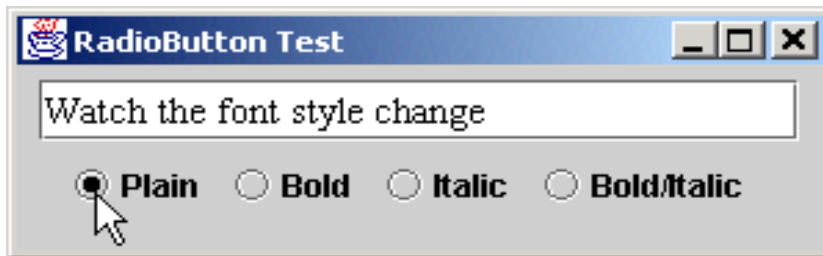 RadioButton Test
Watch the font style change
Plain Bold Italic Bold/Italic